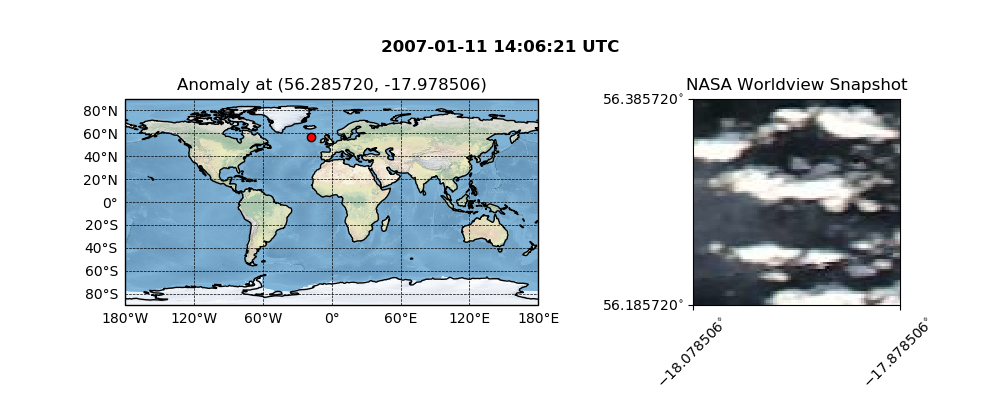 2007-01-11 14:06:21 UTC
Anomaly at (56.285720, -17.978506)
80°N
60°N
40°N
20°N
0°
20°S
40°S
60°S
80°S
180°W 120°W 60°W 0° 60°E 120°E 180°E
NASA Worldview Snapshot
56.385720°
56.185720°
−18.078506°
−17.878506°